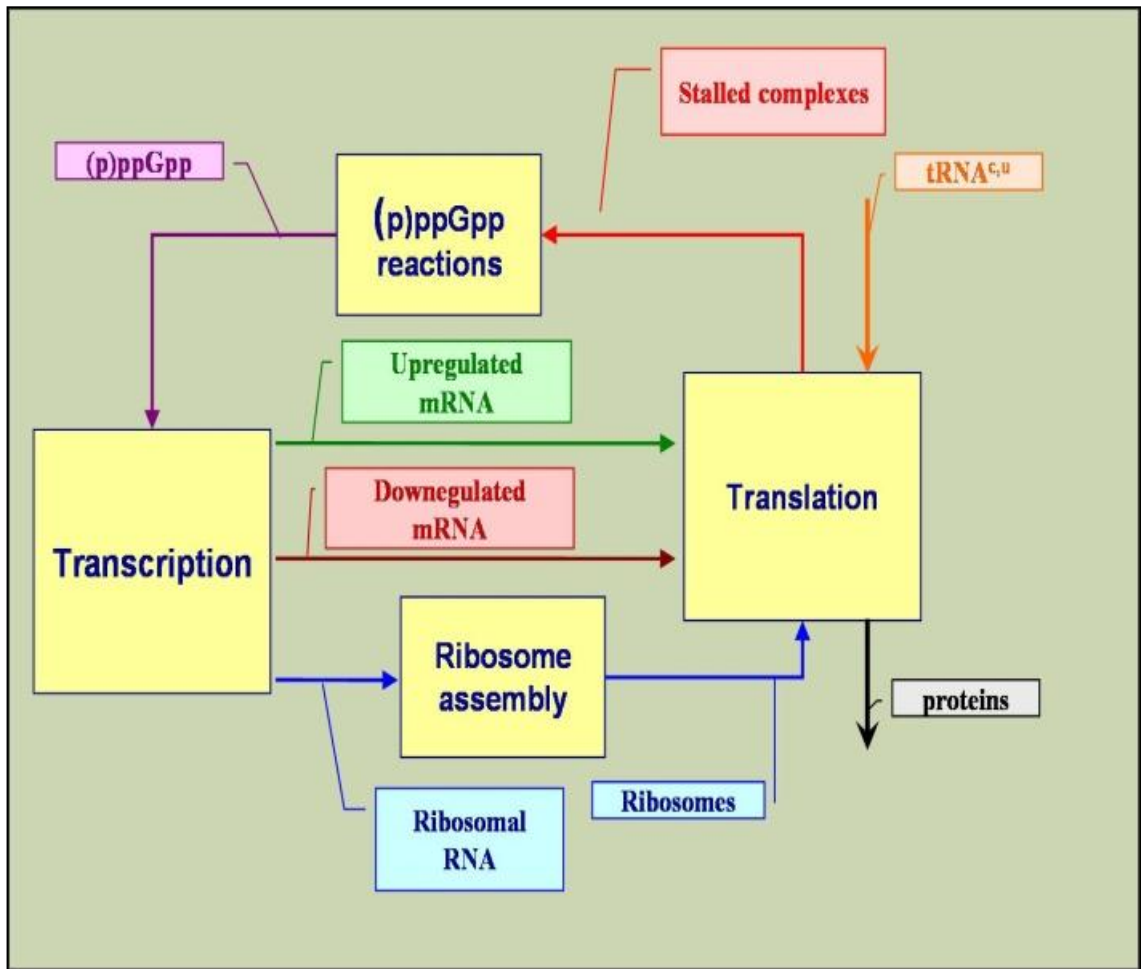 Stalled complexes
(p)ppGpp
tRNAc,u
(p)ppGpp
reactions
Upregulated
mRNA
Downegulated
mRNA
Translation
Transcription
Ribosome
assembly
proteins
Ribosomes
Ribosomal
RNA